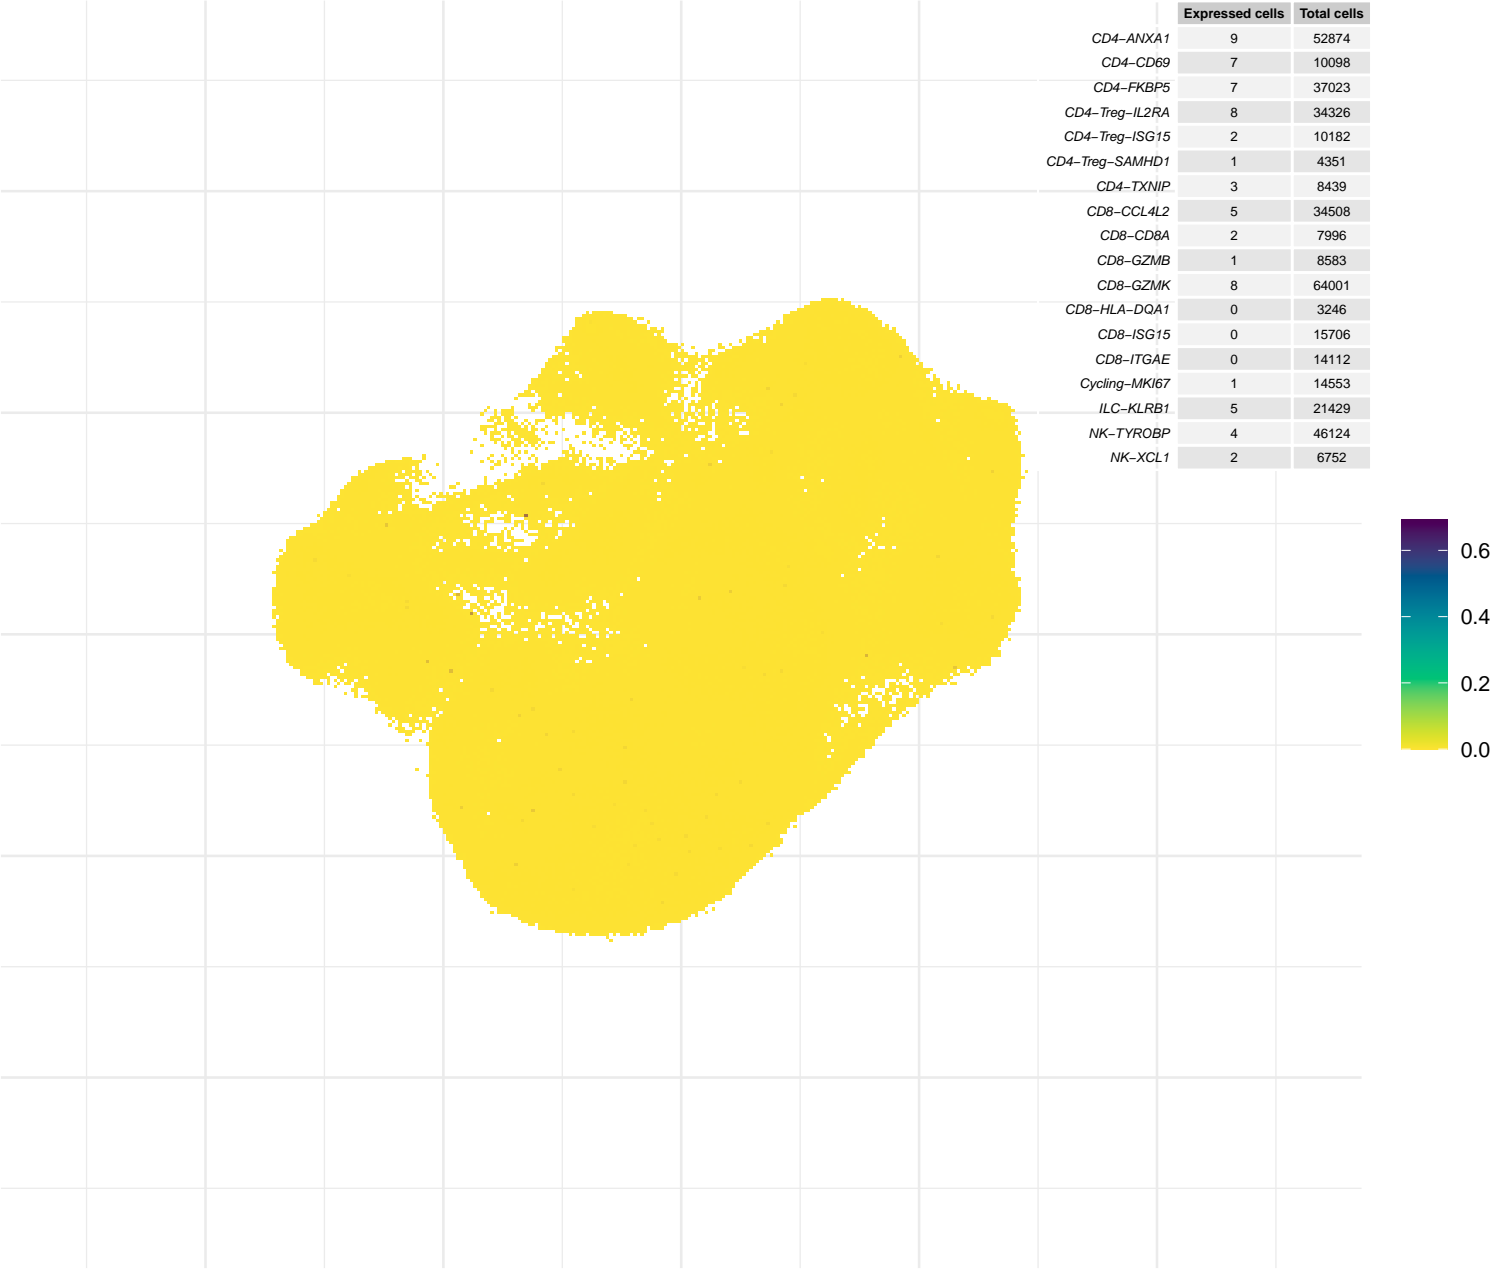 Expressed cells Total cells
CD4−ANXA1 9 52874
CD4−CD69 7 10098
CD4−FKBP5 7 37023
CD4−Treg−IL2RA 8 34326
CD4−Treg−ISG15 2 10182
CD4−Treg−SAMHD1 1 4351
CD4−TXNIP 3 8439
CD8−CCL4L2 5 34508
CD8−CD8A 2 7996
CD8−GZMB 1 8583
CD8−GZMK 8 64001
CD8−HLA−DQA1 0 3246
CD8−ISG15 0 15706
CD8−ITGAE 0 14112
Cycling−MKI67 1 14553
ILC−KLRB1 5 21429
NK−TYROBP 4 46124
NK−XCL1 2 6752
0.6
0.4
0.2
0.0